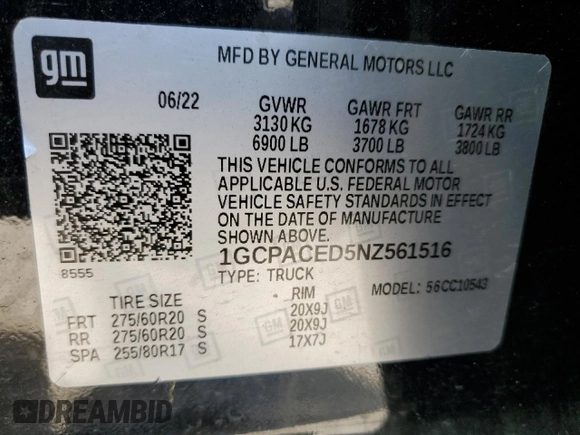 gm
MFD BY GENERAL MOTORS LLC
06/22 GVWR GAWR FRT GAWR RR
3130 KG 1678 KG 1724 KG
6900 LB 3700 LB 3800 LB
THIS VEHICLE CONFORMS TO ALL
APPLICABLE U.S. FEDERAL MOTOR
VEHICLE SAFETY STANDARDS IN EFFECT
ON THE DATE OF MANUFACTURE
SHOWN ABOVE.
1GCPACED5NZ561516
8555 TYPE: TRUCK MODEL: 56CC10543
TIRE SIZE RIM
FRT 275/60R20 S 20X9J
RR 275/60R20 S 20X9J
SPA 255/80R17 S 17X7J
DREAMBID